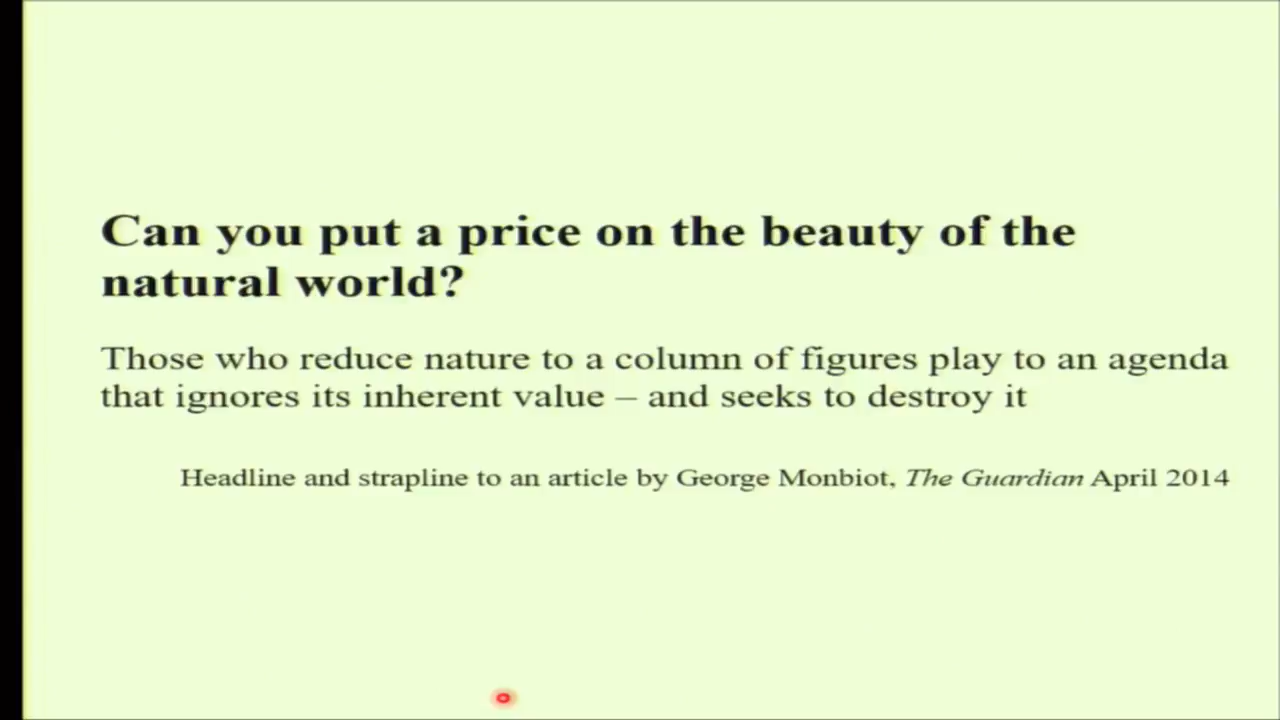 Can you put a price on the beauty of the
natural world?
Those who reduce nature to a column of figures play to an agenda
that ignores its inherent value – and seeks to destroy it
Headline and strapline to an article by George Monbiot, The Guardian April 2014